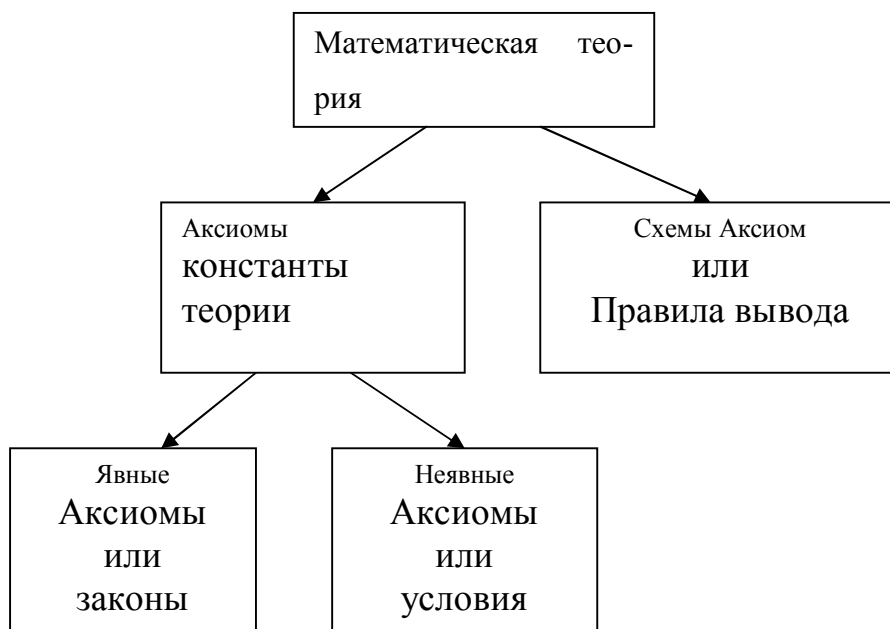 Математическая тео-
рия
Аксиомы
константы
теории
Схемы Аксиом
или
Правила вывода
Явные
Аксиомы
или
законы
Неявные
Аксиомы
или
условия